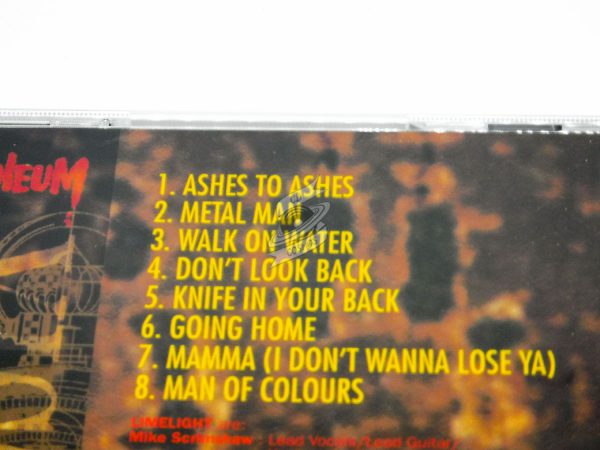 NEUM
1. ASHES TO ASHES
2. METAL MAN
3. WALK ON WATER
4. DON'T LOOK BACK
5. KNIFE IN YOUR BACK
6. GOING HOME
7. MAMMA (I DON'T WANNA LOSE YA)
8. MAN OF COLOURS
LIMELIGHT are:
Mike Scrimshaw : Lead Vocals/Lead Guitar